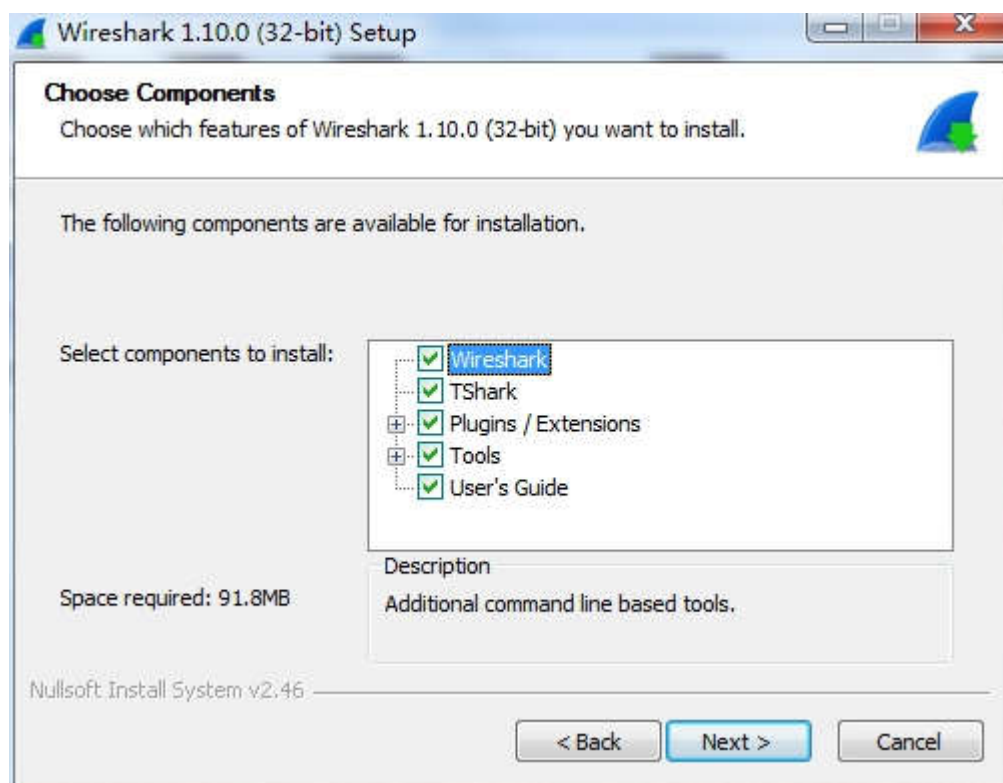 Wireshark 1.10.0 (32-bit) Setup
Choose Components
Choose which features of Wireshark 1.10.0 (32-bit) you want to install.
The following components are available for installation.
Select components to install:
Wireshark
TShark
Plugins / Extensions
Tools
User's Guide
Space required: 91.8MB
Description
Additional command line based tools.
Nullsoft Install System v2.46
< Back
Next >
Cancel